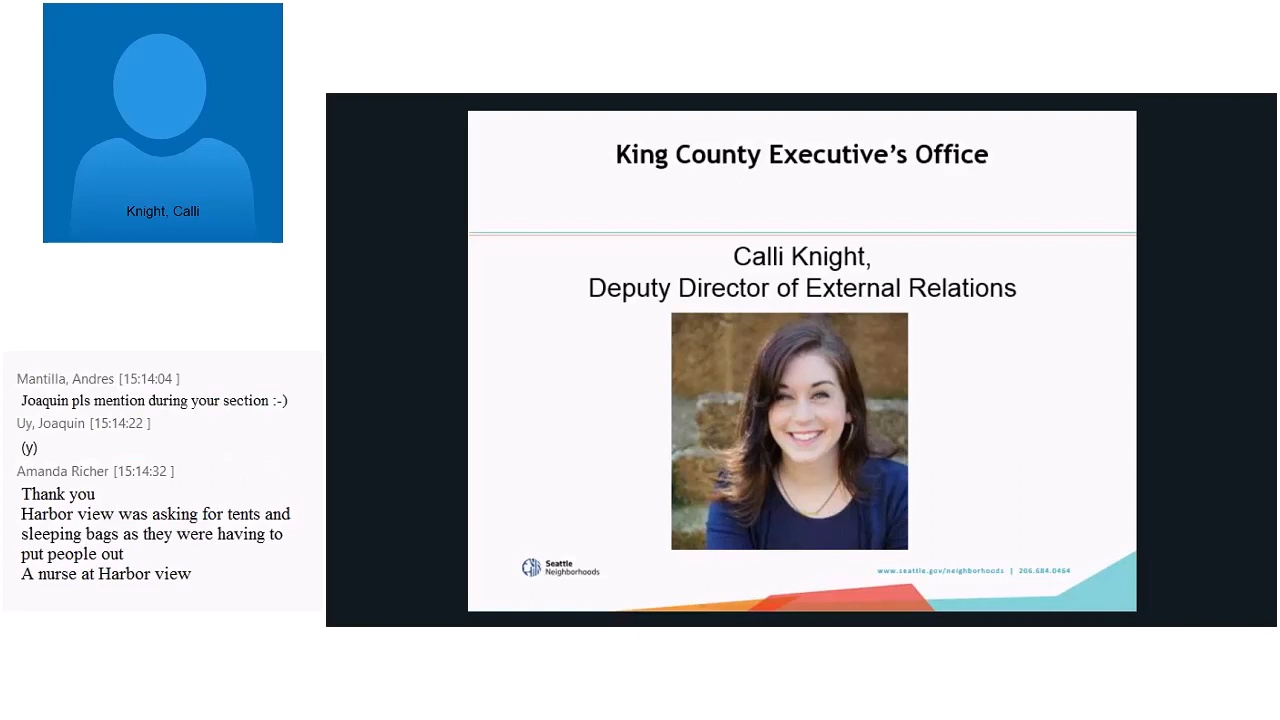 Knight, Calli
Mantilla, Andres [15:14:04 ]
Joaquin pls mention during your section :-)
Uy, Joaquin [15:14:22 ]
(y)
Amanda Richer [15:14:32 ]
Thank you
Harbor view was asking for tents and
sleeping bags as they were having to
put people out
A nurse at Harbor view
King County Executive's Office
Calli Knight,
Deputy Director of External Relations
Seattle
Neighborhoods
www.seattle.gov/neighborhoods | 206.684.0464